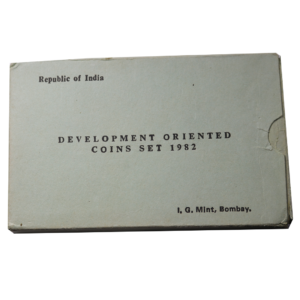 Republic of India
DEVELOPMENT ORIENTED
COINS SET 1982
I. G. Mint, Bombay.